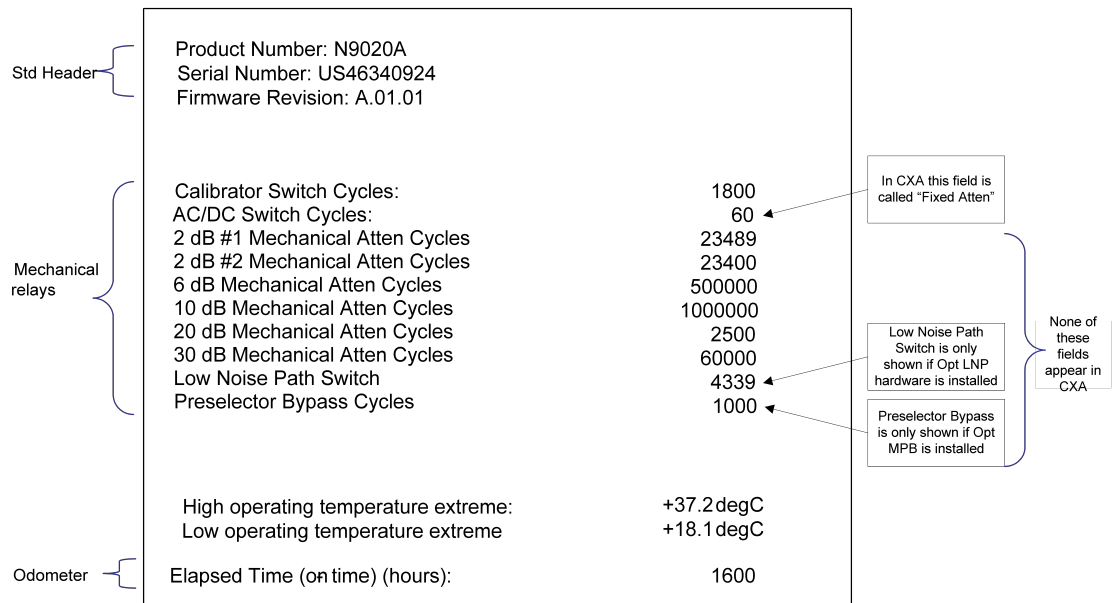 Std Header
Product Number: N9020A
Serial Number: US46340924
Firmware Revision: A.01.01
Mechanical
relays
Calibrator Switch Cycles: 1800
AC/DC Switch Cycles: 60
2 dB #1 Mechanical Atten Cycles 23489
2 dB #2 Mechanical Atten Cycles 23400
6 dB Mechanical Atten Cycles 500000
10 dB Mechanical Atten Cycles 1000000
20 dB Mechanical Atten Cycles 2500
30 dB Mechanical Atten Cycles 60000
Low Noise Path Switch 4339
Preselector Bypass Cycles 1000
In CXA this field is
called “Fixed Atten”
Low Noise Path
Switch is only
shown if Opt LNP
hardware is installed
Preselector Bypass
is only shown if Opt
MPB is installed
None of
these
fields
appear in
CXA
High operating temperature extreme: +37.2degC
Low operating temperature extreme +18.1degC
Odometer
Elapsed Time (on time) (hours): 1600